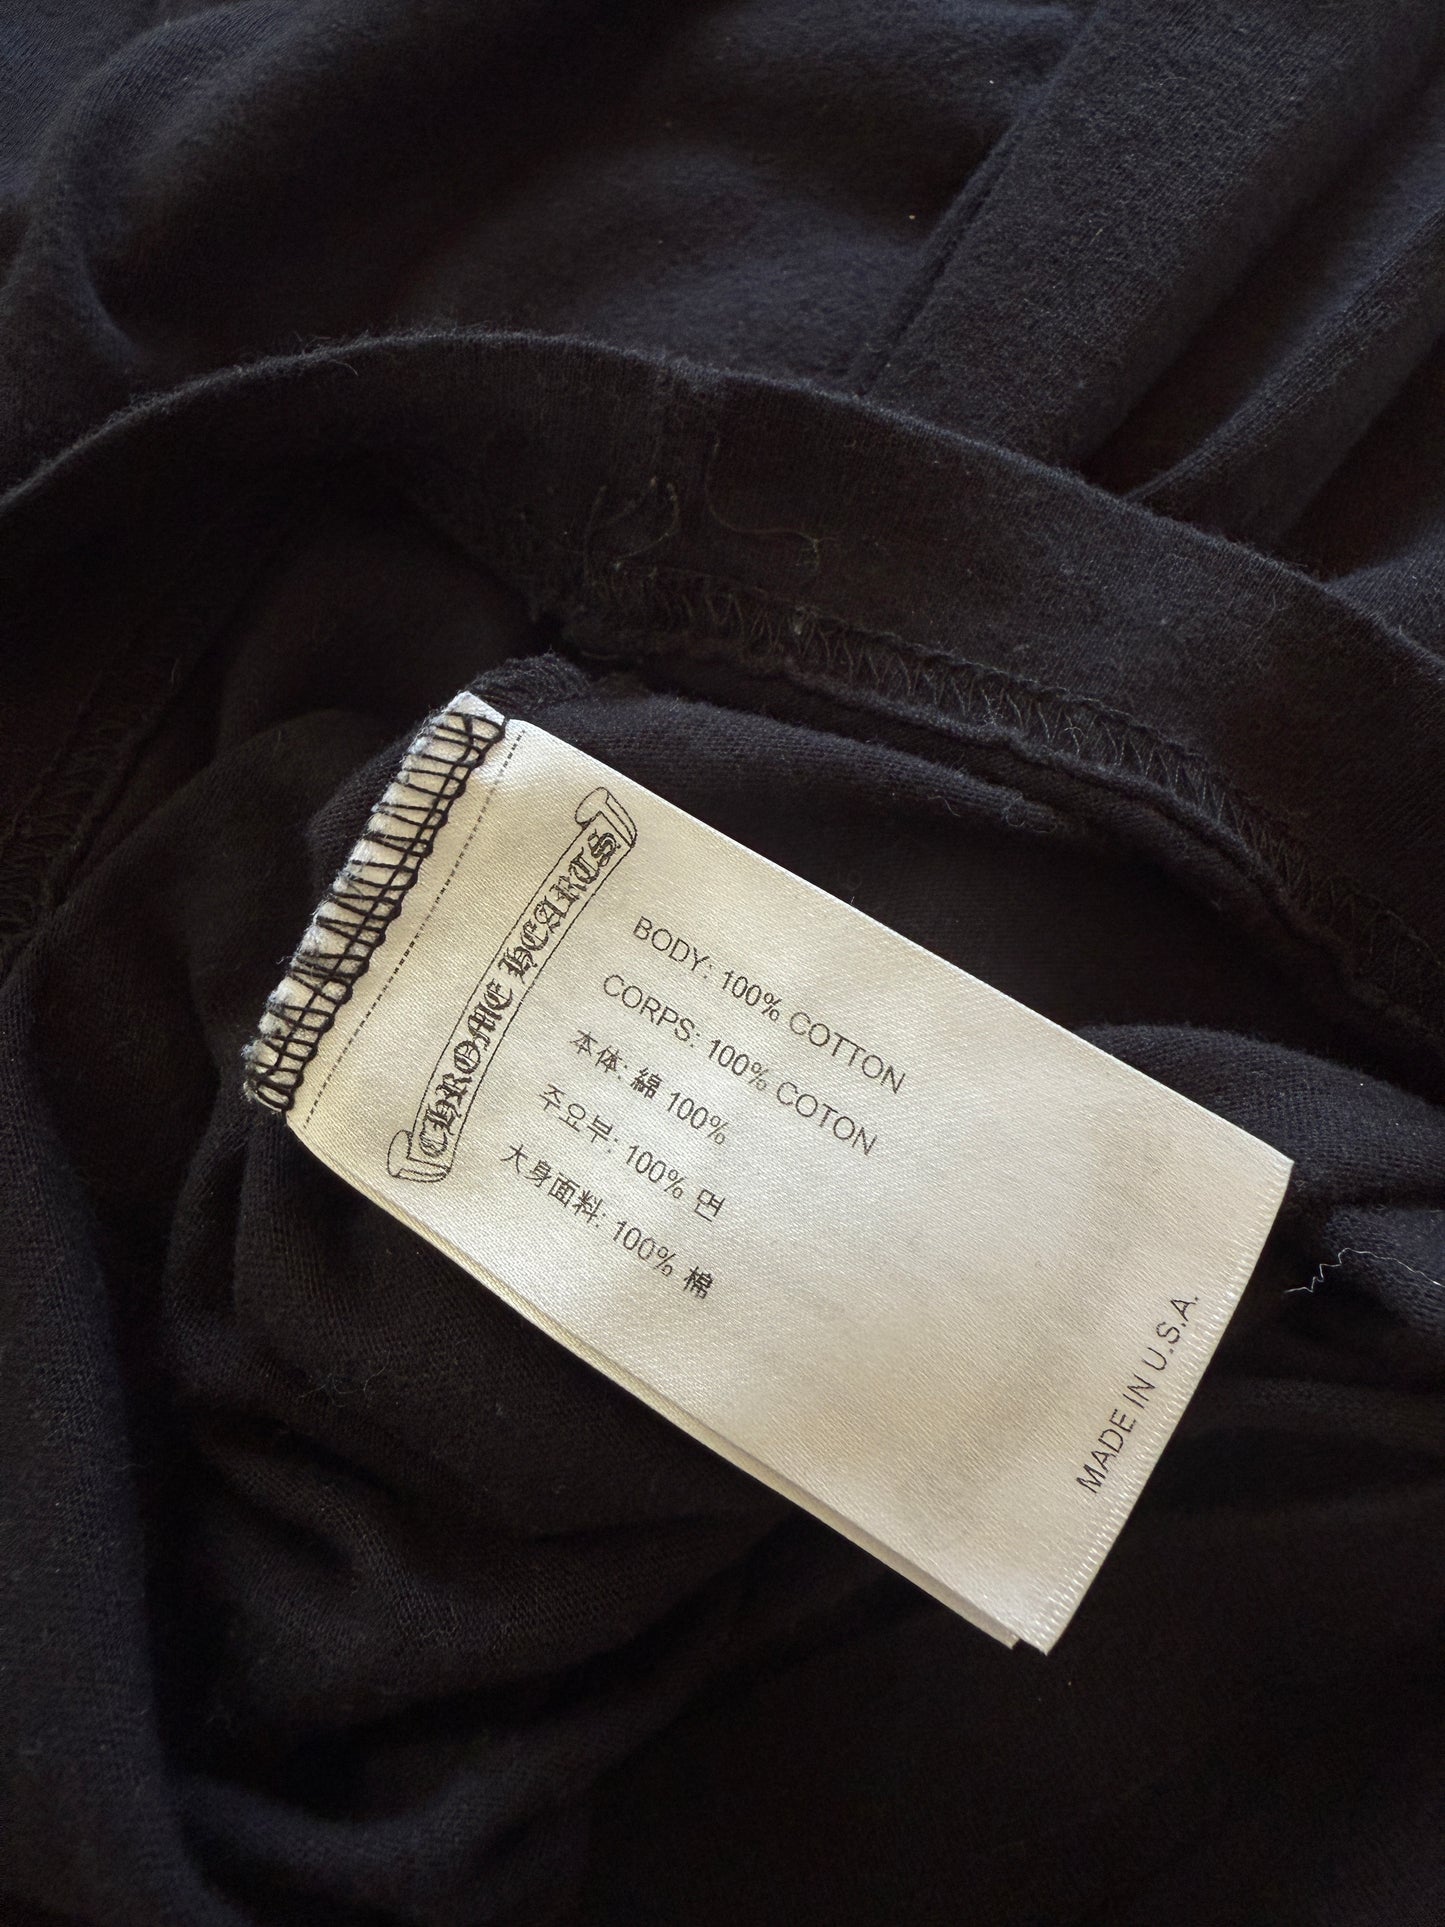 CHROME HEARTS
BODY: 100% COTTON
CORPS: 100% COTON
本体: 綿 100%
주요부: 100% 면
大身面料: 100% 棉
MADE IN U.S.A.